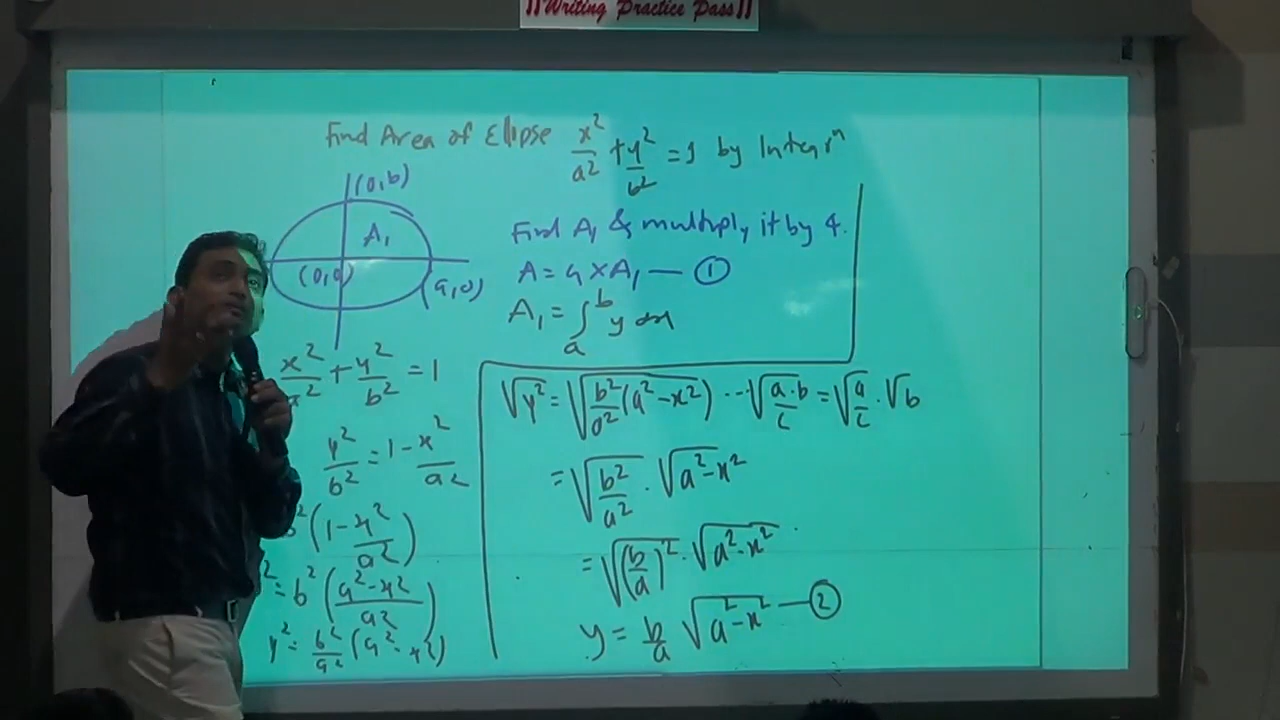 ||Writing Practice Pass||
Find Area of Ellipse x²/a² + y²/b² = 1 by Integrⁿ
(0,b)
A₁
(0,0)
(a,0)
Find A₁ & multiply it by 4.
A = 4 × A₁ — ①
A₁ = ∫ₐᵇ y dx
x²/a² + y²/b² = 1
y²/b² = 1 - x²/a²
² (1 - x²/a²)
² = b² ((a² - x²)/a²)
y² = b²/a² (a² - x²)
√y² = √(b²/a² (a² - x²)) -- √(a·b/c) = √(a/c) · √b
= √(b²/a²) · √(a² - x²)
= √((b/a)²) · √(a² - x²)
y = b/a √(a² - x²) — ②